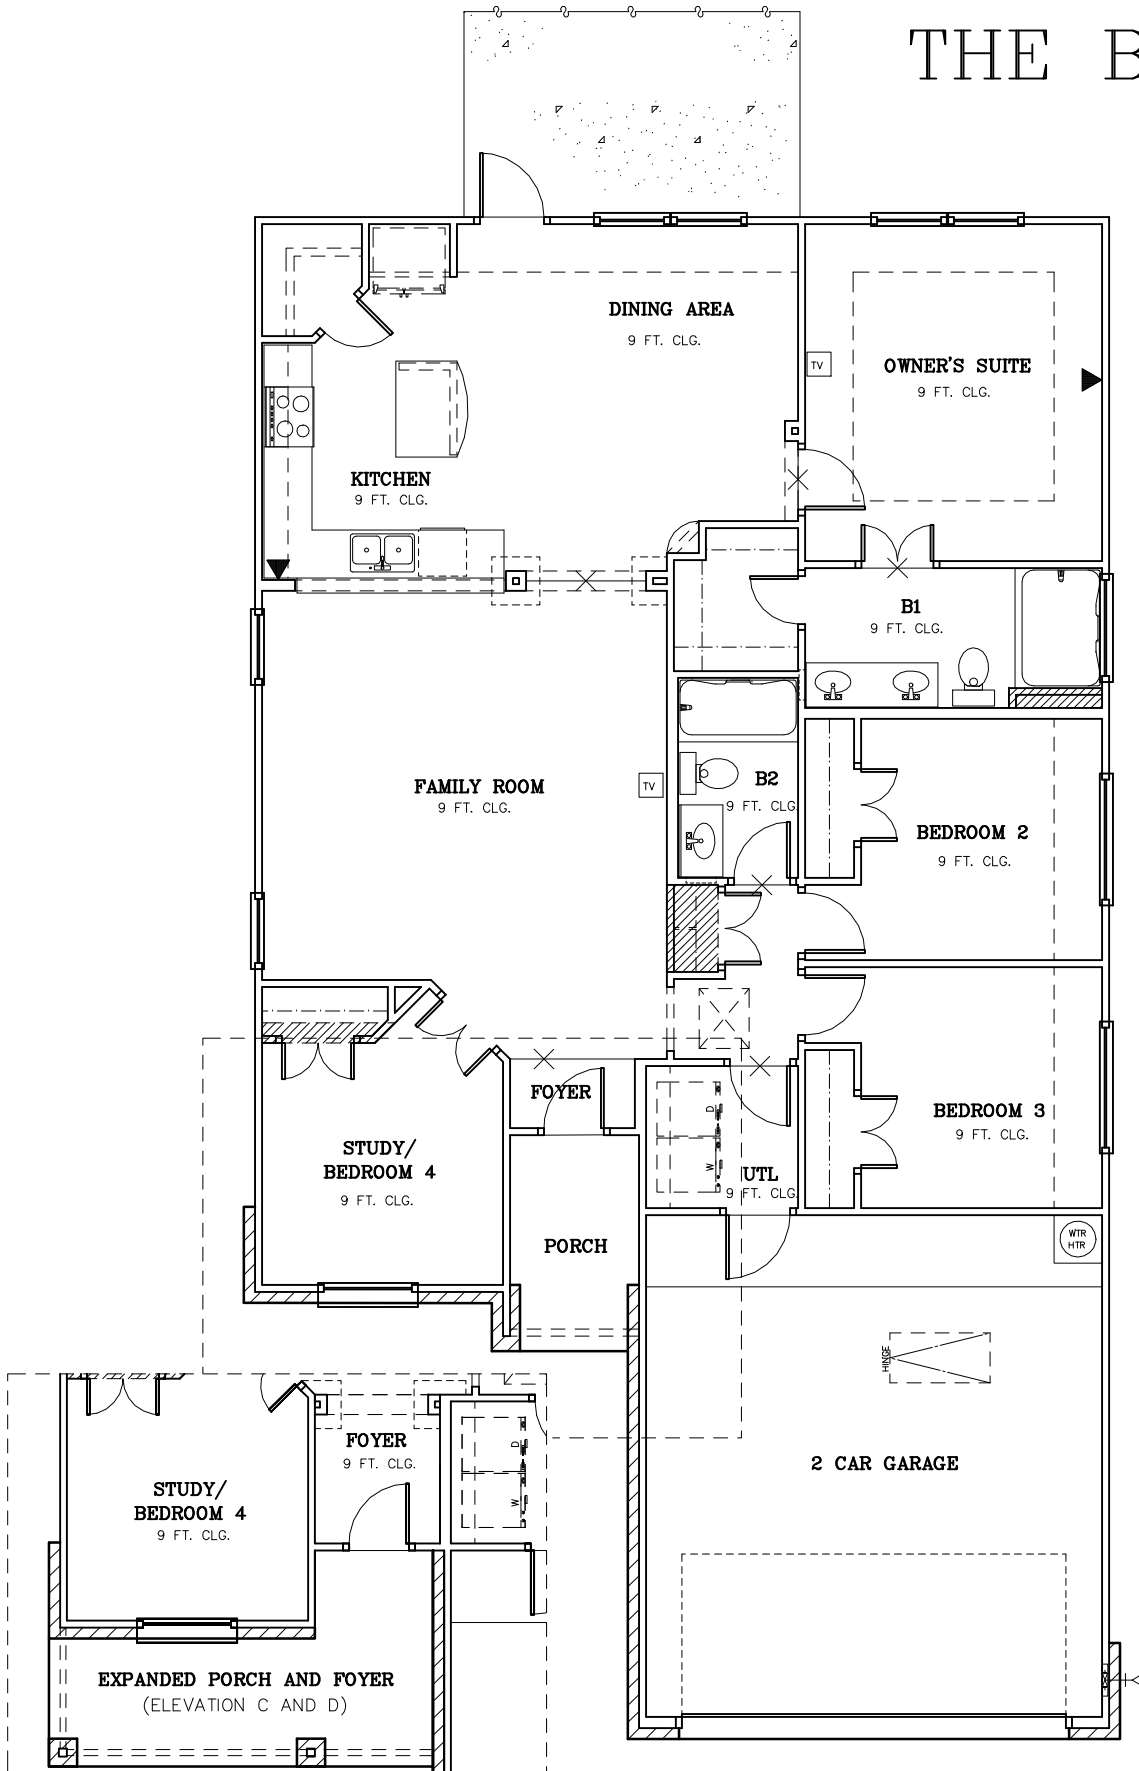 THE B
DINING AREA
9 FT. CLG.
TV
OWNER'S SUITE
9 FT. CLG.
KITCHEN
9 FT. CLG.
B1
9 FT. CLG.
FAMILY ROOM
9 FT. CLG.
TV
B2
9 FT. CLG.
BEDROOM 2
9 FT. CLG.
FOYER
D
W
BEDROOM 3
9 FT. CLG.
STUDY/
BEDROOM 4
9 FT. CLG.
UTL
9 FT. CLG.
PORCH
WTR
HTR
HINGE
2 CAR GARAGE
FOYER
9 FT. CLG.
D
W
STUDY/
BEDROOM 4
9 FT. CLG.
EXPANDED PORCH AND FOYER
(ELEVATION C AND D)